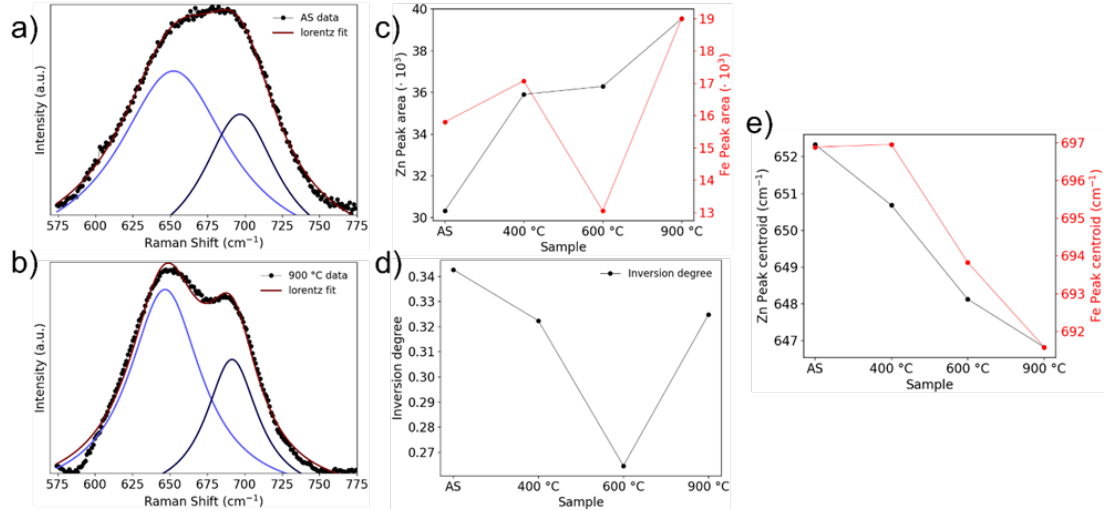 a)
AS data
lorentz fit
Intensity (a.u.)
575 600 625 650 675 700 725 750 775
Raman Shift (cm⁻¹)
b)
900 °C data
lorentz fit
Intensity (a.u.)
575 600 625 650 675 700 725 750 775
Raman Shift (cm⁻¹)
c)
Zn Peak area (· 10³)
40
38
36
34
32
30
Fe Peak area (· 10³)
19
18
17
16
15
14
13
AS 400 °C 600 °C 900 °C
Sample
d)
Inversion degree
Inversion degree
0.34
0.33
0.32
0.31
0.30
0.29
0.28
0.27
AS 400 °C 600 °C 900 °C
Sample
e)
Zn Peak centroid (cm⁻¹)
652
651
650
649
648
647
Fe Peak centroid (cm⁻¹)
697
696
695
694
693
692
AS 400 °C 600 °C 900 °C
Sample